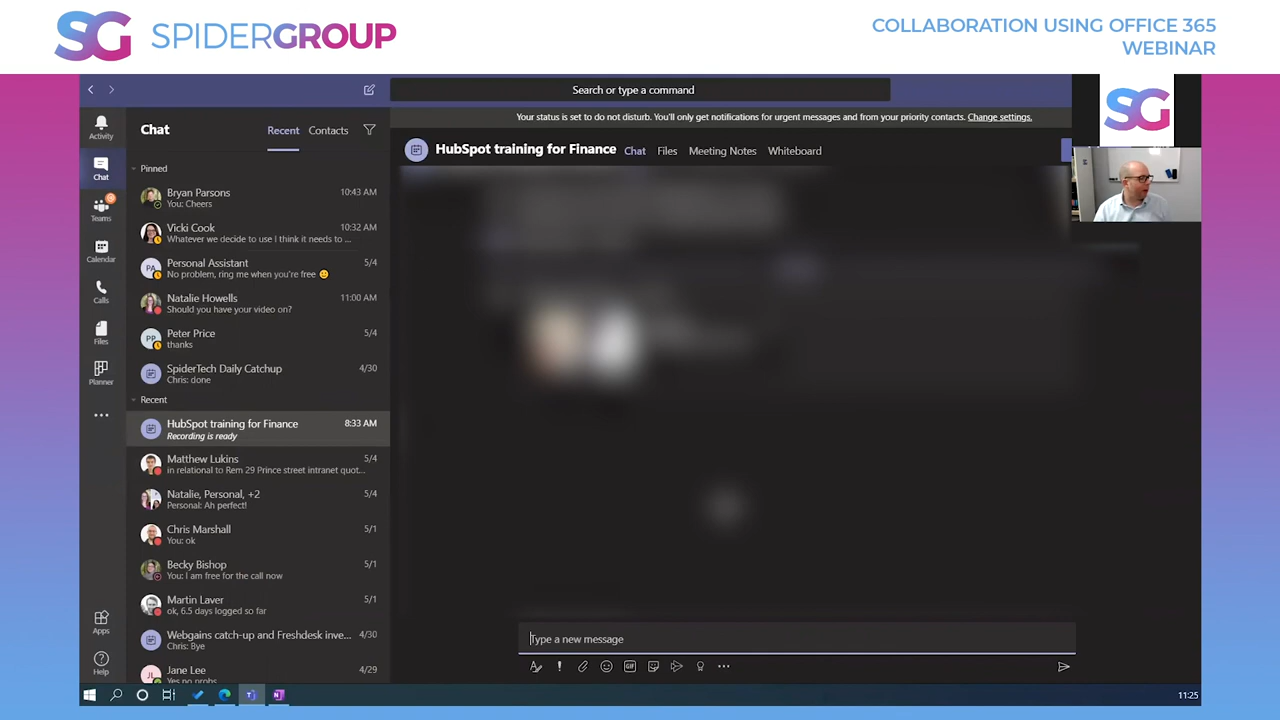 SG SPIDERGROUP
COLLABORATION USING OFFICE 365
WEBINAR
Search or type a command
SG
Activity
Chat
Teams
Calendar
Calls
Files
Planner
Apps
Help
Chat
Recent
Contacts
Pinned
Bryan Parsons 10:43 AM
You: Cheers
Vicki Cook 10:32 AM
Whatever we decide to use I think it needs to ...
PA
Personal Assistant 5/4
No problem, ring me when you're free
Natalie Howells 11:00 AM
Should you have your video on?
PP
Peter Price 5/4
thanks
SpiderTech Daily Catchup 4/30
Chris: done
Recent
HubSpot training for Finance 8:33 AM
Recording is ready
Matthew Lukins 5/4
in relational to Rem 29 Prince street intranet quot...
Natalie, Personal, +2 5/4
Personal: Ah perfect!
Chris Marshall 5/1
You: ok
Becky Bishop 5/1
You: I am free for the call now
Martin Laver 5/1
ok, 6.5 days logged so far
Webgains catch-up and Freshdesk inve... 4/30
Chris: Bye
JL
Jane Lee 4/29
Yes no probs
Your status is set to do not disturb. You'll only get notifications for urgent messages and from your priority contacts. Change settings.
HubSpot training for Finance Chat Files Meeting Notes Whiteboard
Type a new message
GIF
11:25